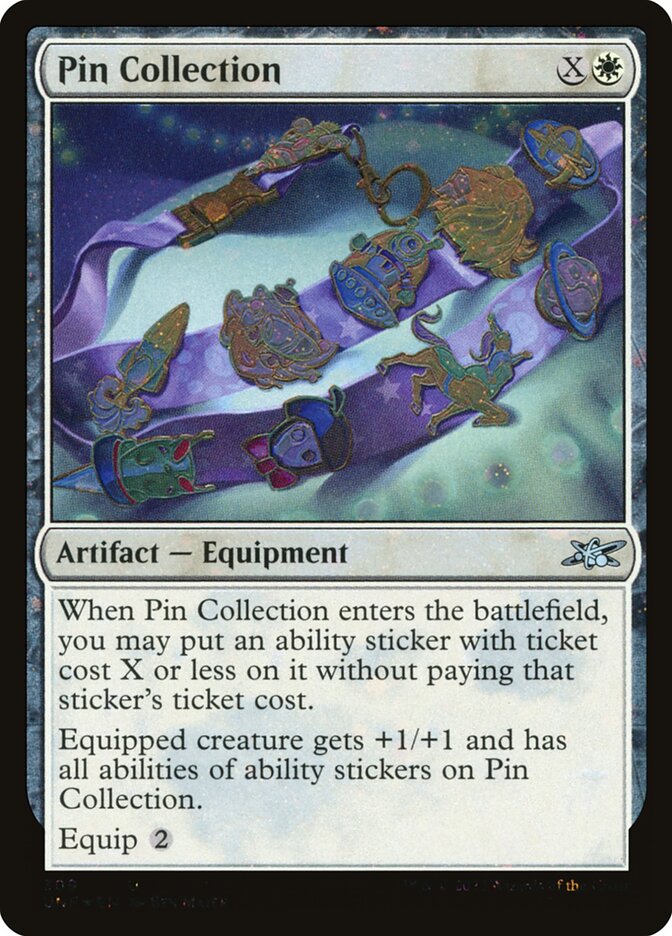 Pin Collection X
Artifact — Equipment
When Pin Collection enters the battlefield,
you may put an ability sticker with ticket
cost X or less on it without paying that
sticker's ticket cost.
Equipped creature gets +1/+1 and has
all abilities of ability stickers on Pin
Collection.
Equip 2
of the